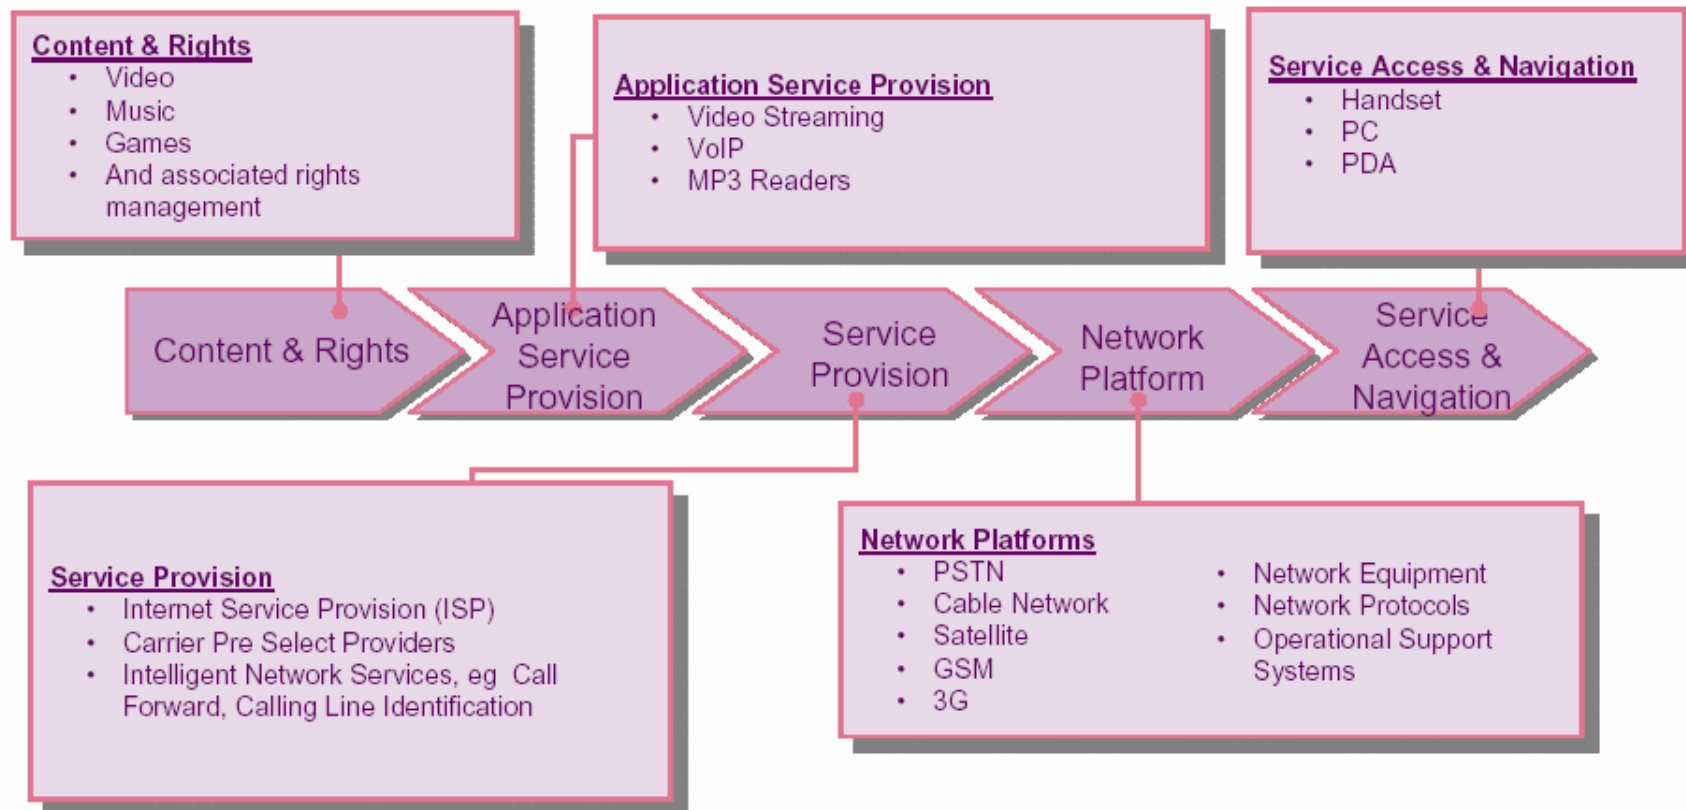 Content & Rights
• Video
• Music
• Games
• And associated rights
management
Application Service Provision
• Video Streaming
• VoIP
• MP3 Readers
Service Access & Navigation
• Handset
• PC
• PDA
Content & Rights
Application
Service
Provision
Service
Provision
Network
Platform
Service
Access &
Navigation
Service Provision
• Internet Service Provision (ISP)
• Carrier Pre Select Providers
• Intelligent Network Services, eg Call
Forward, Calling Line Identification
Network Platforms
• PSTN
• Cable Network
• Satellite
• GSM
• 3G
• Network Equipment
• Network Protocols
• Operational Support
Systems